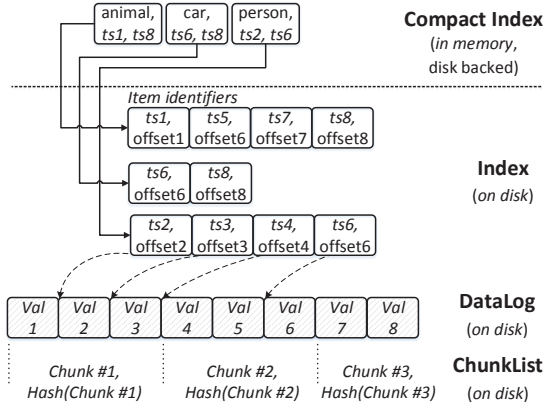 animal, car, person,
ts1, ts8 ts6, ts8 ts2, ts6
Compact Index
(in memory,
disk backed)
Item identifiers
ts1, ts5, ts7, ts8,
offset1 offset6 offset7 offset8
ts6, ts8,
offset6 offset8
Index
(on disk)
ts2, ts3, ts4, ts6,
offset2 offset3 offset4 offset6
Val Val Val Val Val Val Val Val
1 2 3 4 5 6 7 8
DataLog
(on disk)
Chunk #1, Chunk #2, Chunk #3,
Hash(Chunk #1) Hash(Chunk #2) Hash(Chunk #3)
ChunkList
(on disk)